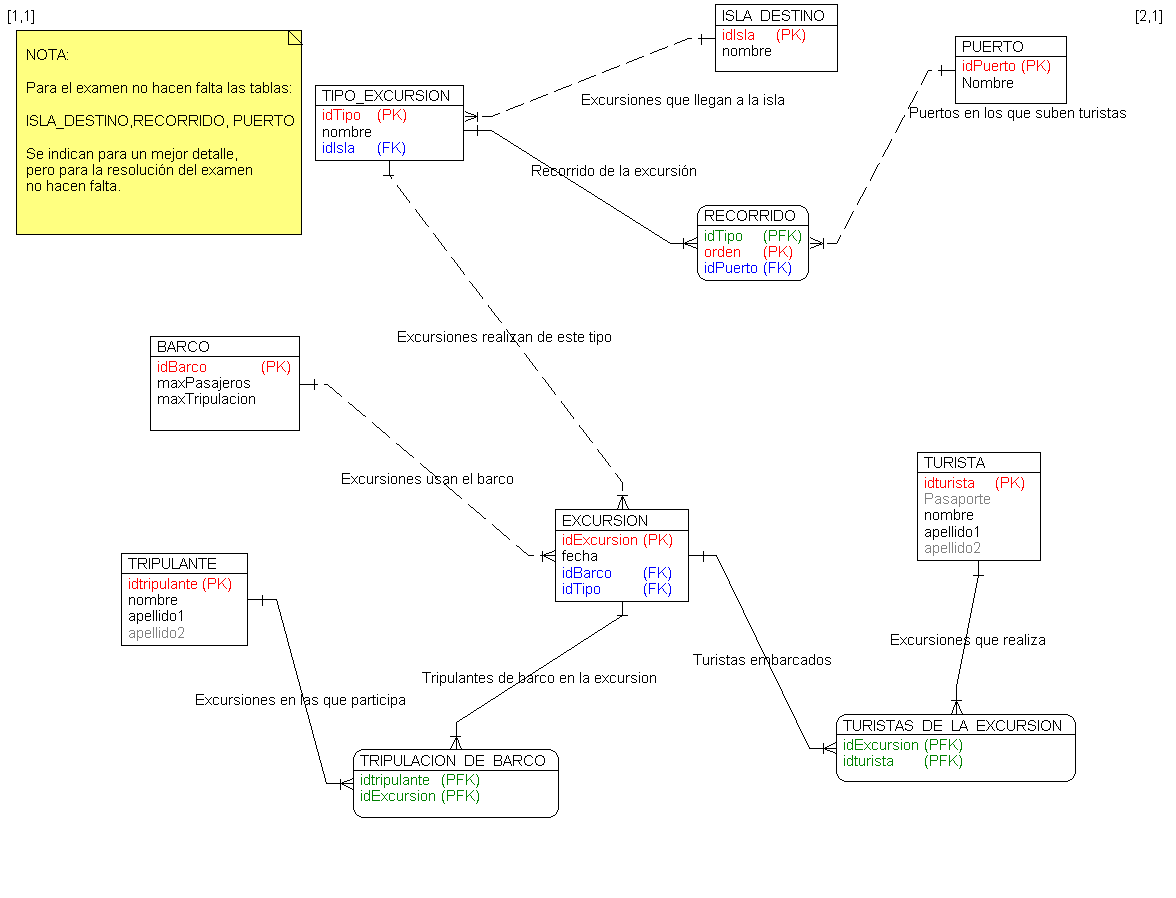 [1,1]
[2,1]
NOTA:
Para el examen no hacen falta las tablas:
ISLA_DESTINO,RECORRIDO, PUERTO
Se indican para un mejor detalle,
pero para la resolución del examen
no hacen falta.
ISLA DESTINO
idIsla (PK)
nombre
PUERTO
idPuerto (PK)
Nombre
TIPO_EXCURSION
idTipo (PK)
nombre
idIsla (FK)
Excursiones que llegan a la isla
Puertos en los que suben turistas
Recorrido de la excursión
RECORRIDO
idTipo (PFK)
orden (PK)
idPuerto (FK)
Excursiones realizan de este tipo
BARCO
idBarco (PK)
maxPasajeros
maxTripulacion
Excursiones usan el barco
TURISTA
idturista (PK)
Pasaporte
nombre
apellido1
apellido2
EXCURSION
idExcursion (PK)
fecha
idBarco (FK)
idTipo (FK)
TRIPULANTE
idtripulante (PK)
nombre
apellido1
apellido2
Excursiones que realiza
Turistas embarcados
Tripulantes de barco en la excursion
Excursiones en las que participa
TURISTAS DE LA EXCURSION
idExcursion (PFK)
idturista (PFK)
TRIPULACION DE BARCO
idtripulante (PFK)
idExcursion (PFK)